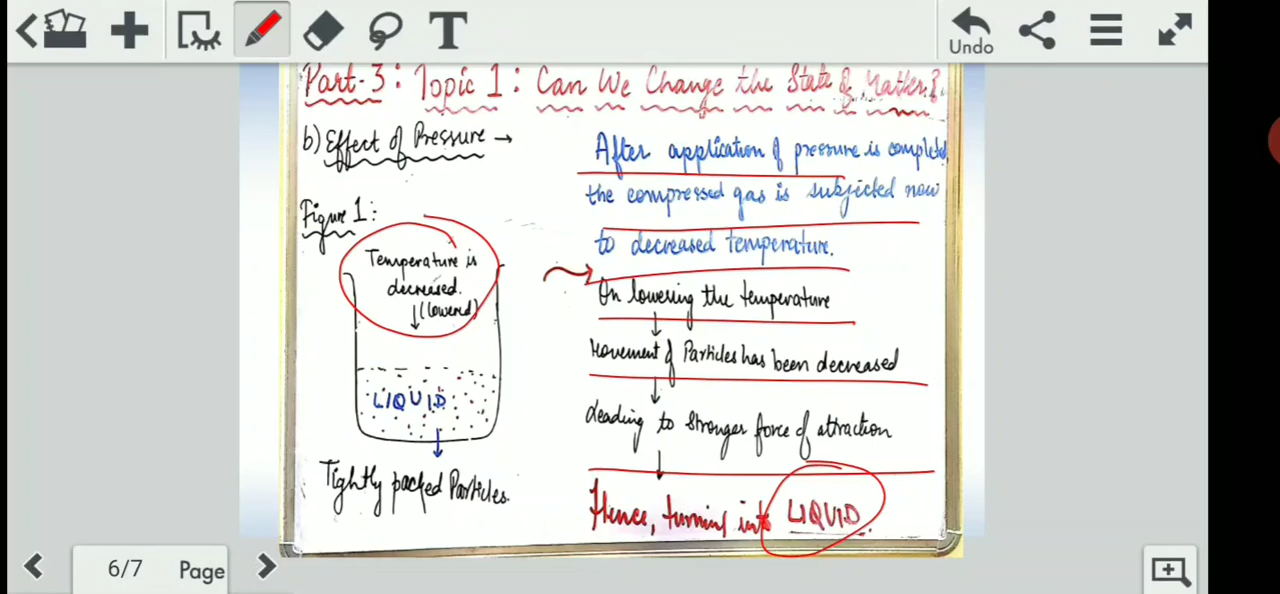 Undo
Part-3: Topic 1: Can We Change the State of Matter?
b) Effect of Pressure →
Figure 1:
Temperature is
decreased.
↓(lowered)
LIQUID
Tightly packed Particles.
After application of pressure is completed
the compressed gas is subjected now
to decreased temperature.
On lowering the temperature
↓
Movement of Particles has been decreased
↓
Leading to stronger force of attraction
↓
Hence, turning into LIQUID.
6/7 Page